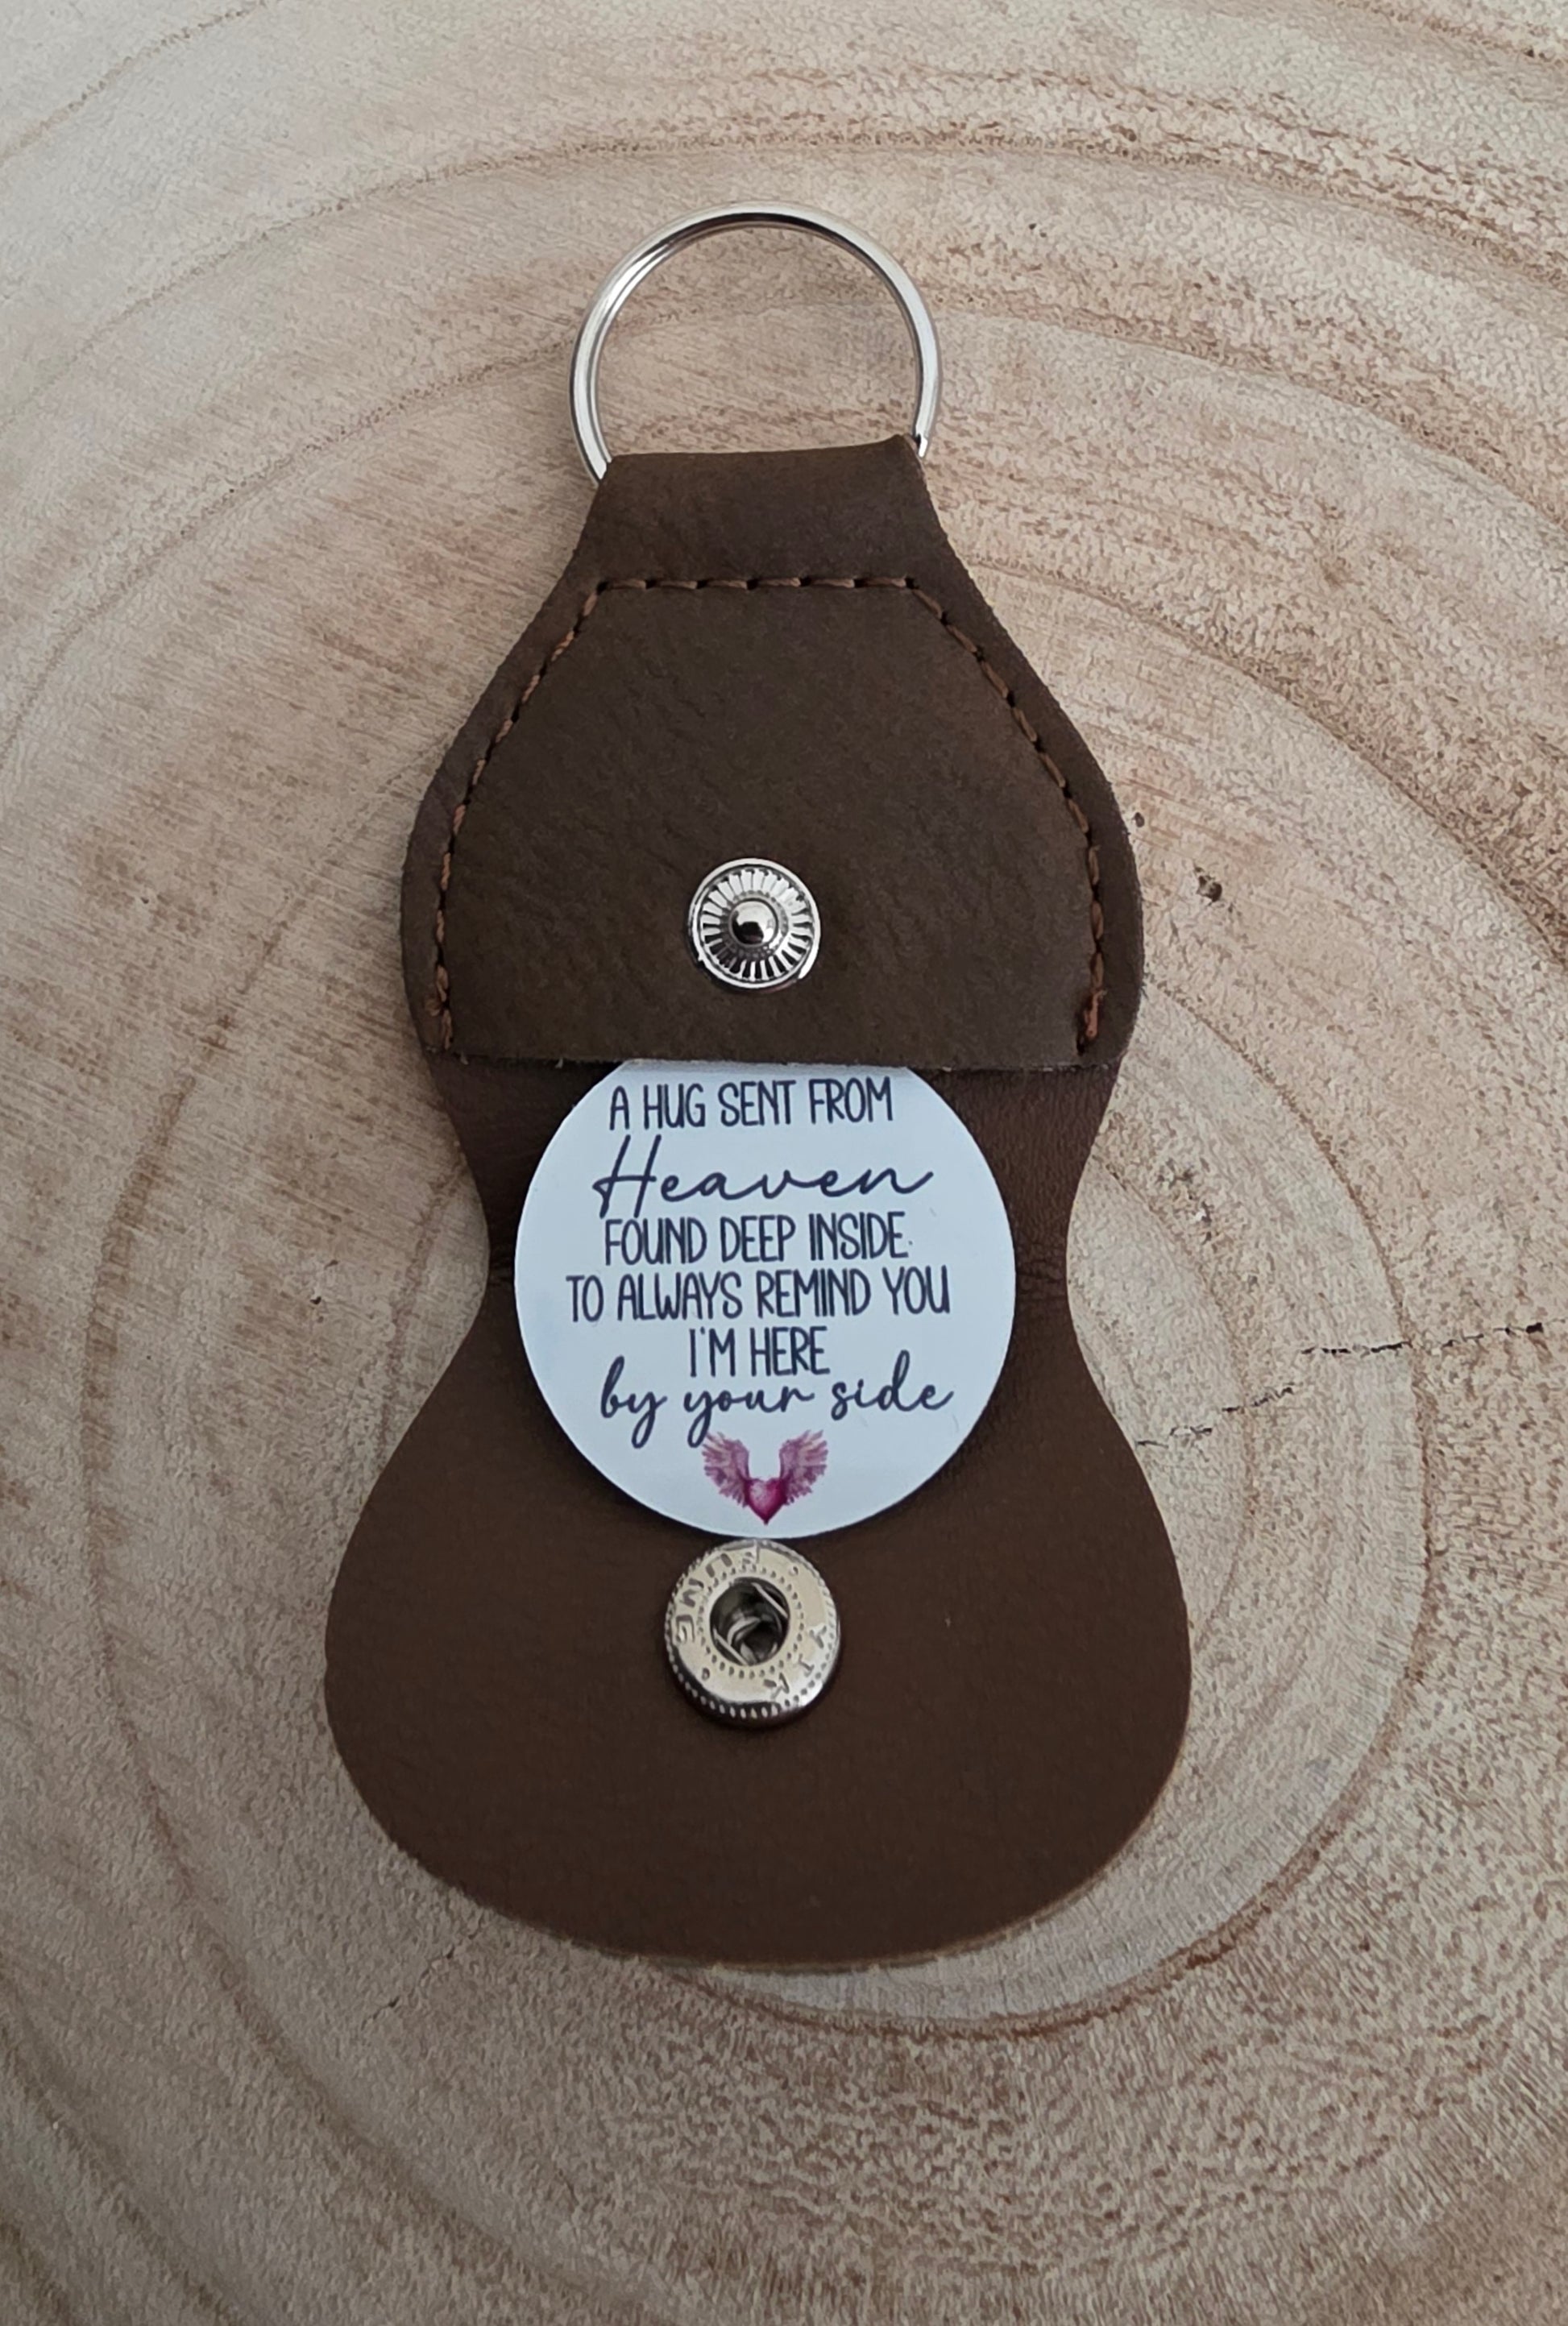 A HUG SENT FROM
Heaven
FOUND DEEP INSIDE
TO ALWAYS REMIND YOU
I'M HERE
by your side